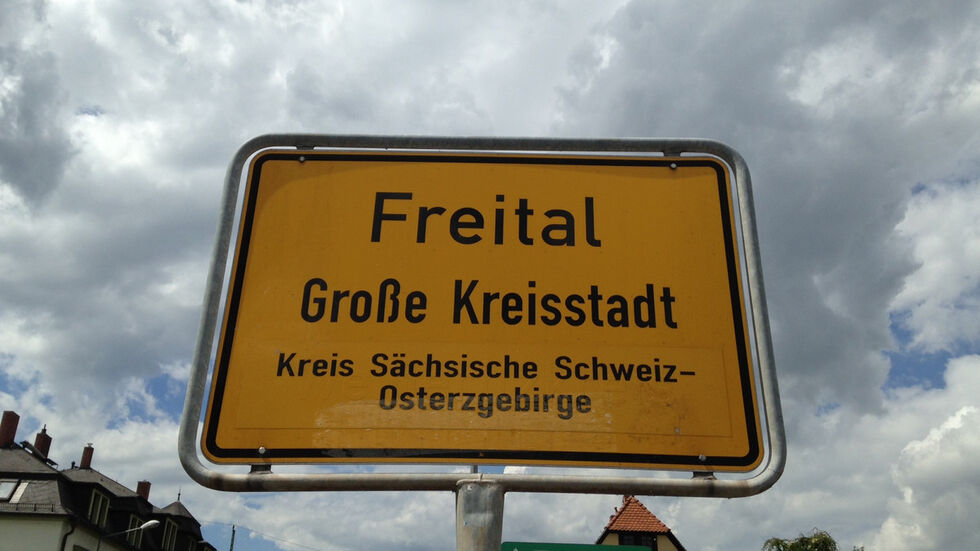 Freital
Große Kreisstadt
Kreis Sächsische Schweiz-
Osterzgebirge